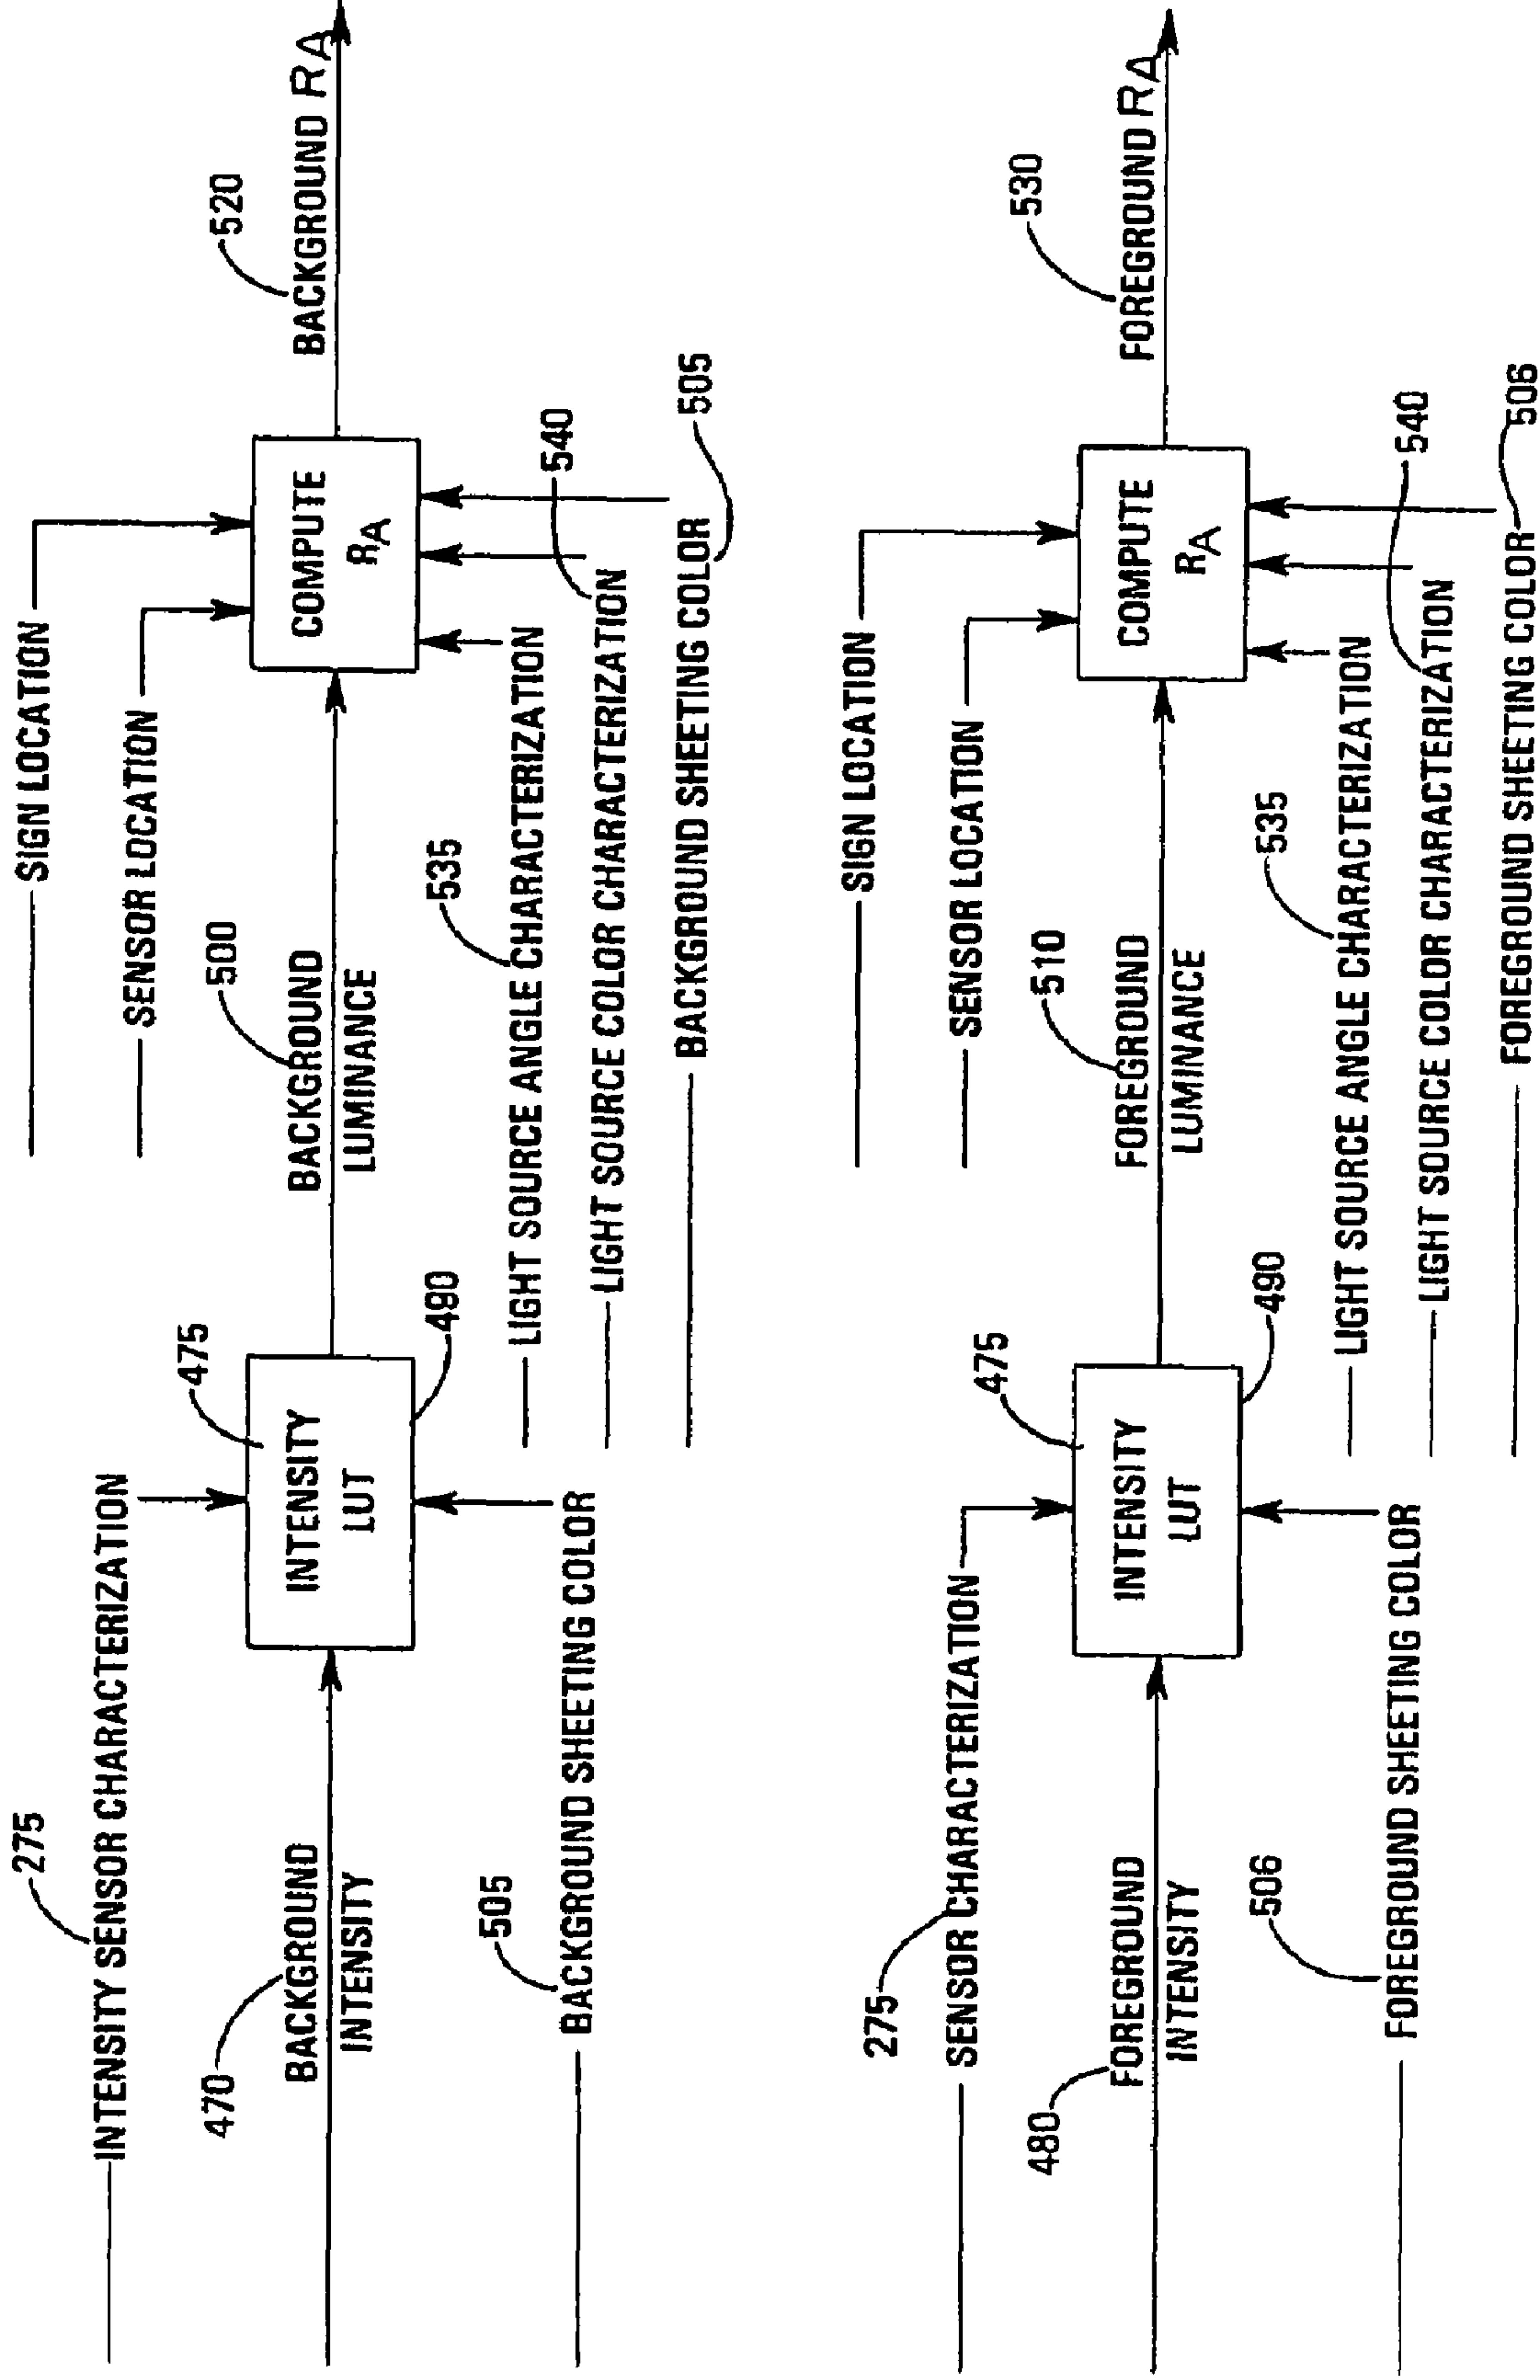 SIGN LOCATION
SENSOR LOCATION
275
INTENSITY SENSOR CHARACTERIZATION
470
BACKGROUND
INTENSITY
475
INTENSITY
LUT
490
500
BACKGROUND
LUMINANCE
COMPUTE
RA
520
BACKGROUND RA
505
BACKGROUND SHEETING COLOR
535
LIGHT SOURCE ANGLE CHARACTERIZATION
540
LIGHT SOURCE COLOR CHARACTERIZATION
BACKGROUND SHEETING COLOR
505
SIGN LOCATION
SENSOR LOCATION
275
SENSOR CHARACTERIZATION
480
FOREGROUND
INTENSITY
475
INTENSITY
LUT
490
510
FOREGROUND
LUMINANCE
COMPUTE
RA
530
FOREGROUND RA
506
FOREGROUND SHEETING COLOR
535
LIGHT SOURCE ANGLE CHARACTERIZATION
540
LIGHT SOURCE COLOR CHARACTERIZATION
FOREGROUND SHEETING COLOR
506